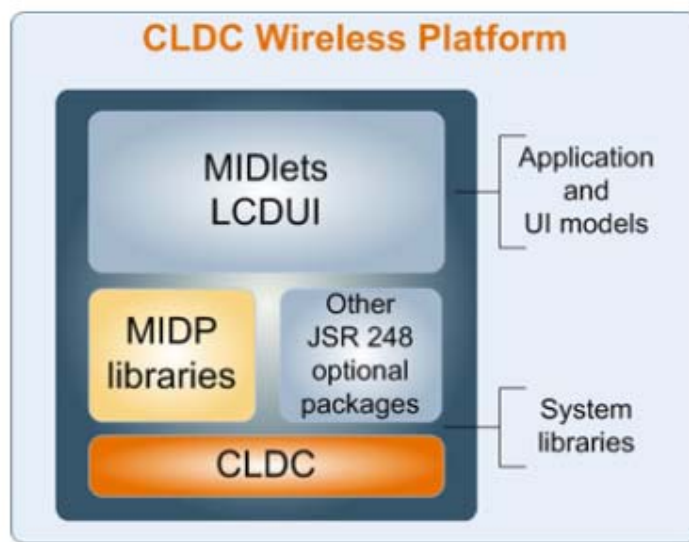 CLDC Wireless Platform
MIDlets
LCDUI
Application
and
UI models
MIDP
libraries
Other
JSR 248
optional
packages
System
libraries
CLDC